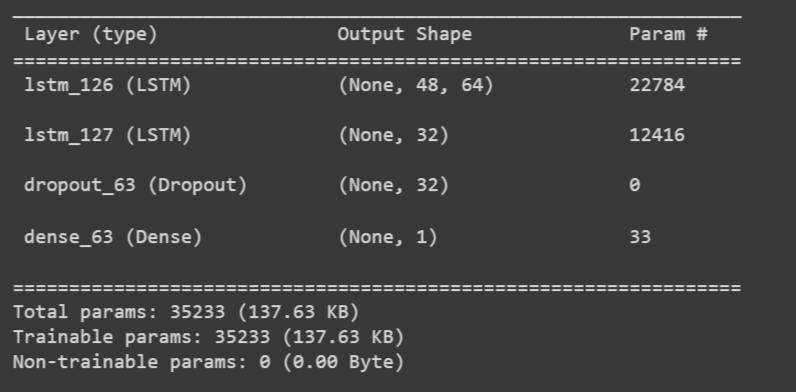 Layer (type) Output Shape Param #
=================================================================
lstm_126 (LSTM) (None, 48, 64) 22784
lstm_127 (LSTM) (None, 32) 12416
dropout_63 (Dropout) (None, 32) 0
dense_63 (Dense) (None, 1) 33
=================================================================
Total params: 35233 (137.63 KB)
Trainable params: 35233 (137.63 KB)
Non-trainable params: 0 (0.00 Byte)